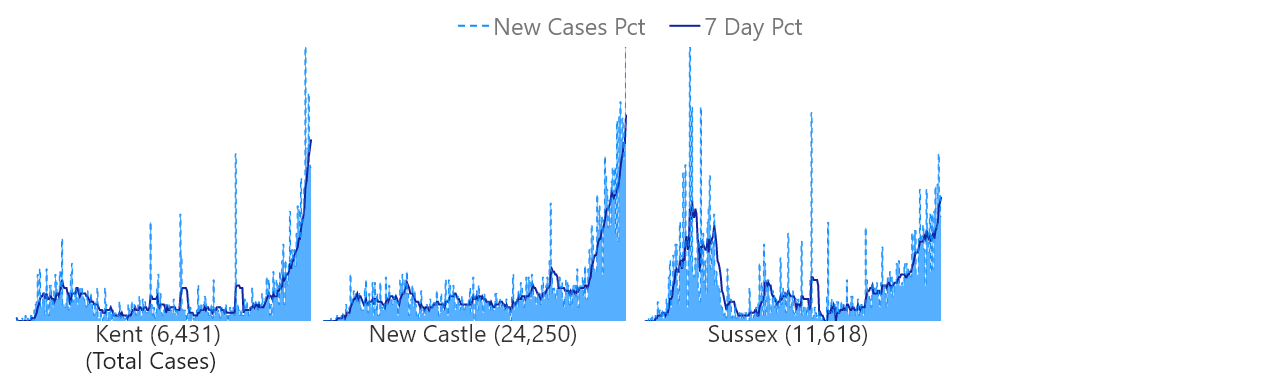 New Cases Pct 7 Day Pct
Kent (6,431) New Castle (24,250) Sussex (11,618)
(Total Cases)